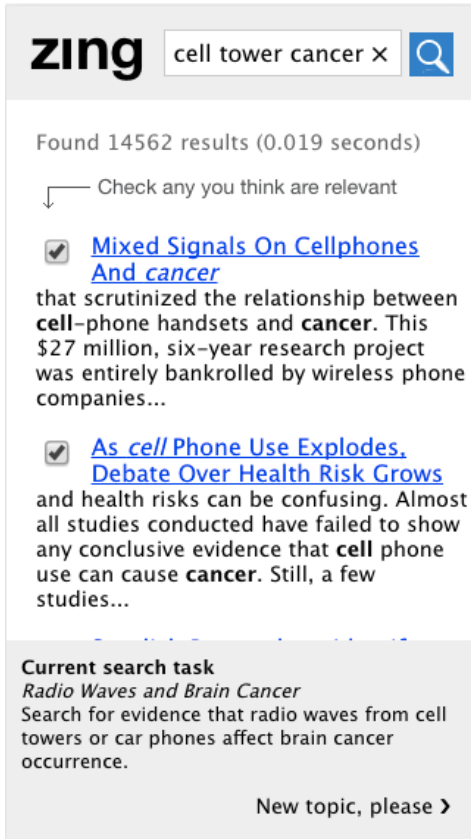 zıng
cell tower cancer ×
Found 14562 results (0.019 seconds)
Check any you think are relevant
Mixed Signals On Cellphones
And cancer
that scrutinized the relationship between
cell-phone handsets and cancer. This
$27 million, six-year research project
was entirely bankrolled by wireless phone
companies...
As cell Phone Use Explodes,
Debate Over Health Risk Grows
and health risks can be confusing. Almost
all studies conducted have failed to show
any conclusive evidence that cell phone
use can cause cancer. Still, a few
studies...
Current search task
Radio Waves and Brain Cancer
Search for evidence that radio waves from cell
towers or car phones affect brain cancer
occurrence.
New topic, please ❯